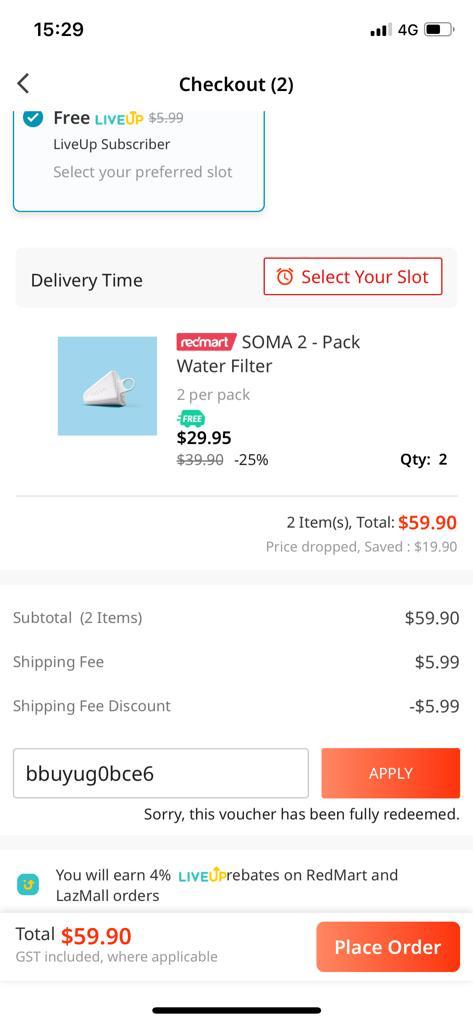 15:29
4G
Checkout (2)
Free LIVEUP $5.99
LiveUp Subscriber
Select your preferred slot
Delivery Time
Select Your Slot
redmart SOMA 2 - Pack
Water Filter
2 per pack
FREE
$29.95
$39.90 -25%
Qty: 2
2 Item(s), Total: $59.90
Price dropped, Saved : $19.90
Subtotal (2 Items) $59.90
Shipping Fee $5.99
Shipping Fee Discount -$5.99
bbuyug0bce6 APPLY
Sorry, this voucher has been fully redeemed.
You will earn 4% LIVEUP rebates on RedMart and
LazMall orders
Total $59.90
GST included, where applicable
Place Order